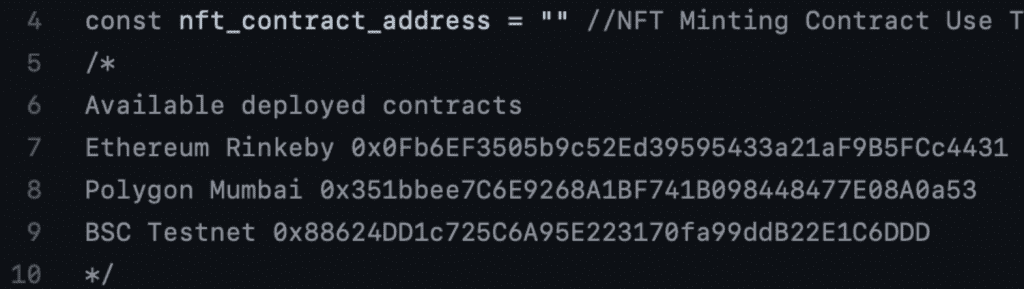 4 const nft_contract_address = "" //NFT Minting Contract Use T
5 /*
6 Available deployed contracts
7 Ethereum Rinkeby 0x0Fb6EF3505b9c52Ed39595433a21aF9B5FCc4431
8 Polygon Mumbai 0x351bbee7C6E9268A1BF741B098448477E08A0a53
9 BSC Testnet 0x88624DD1c725C6A95E223170fa99ddB22E1C6DDD
10 */